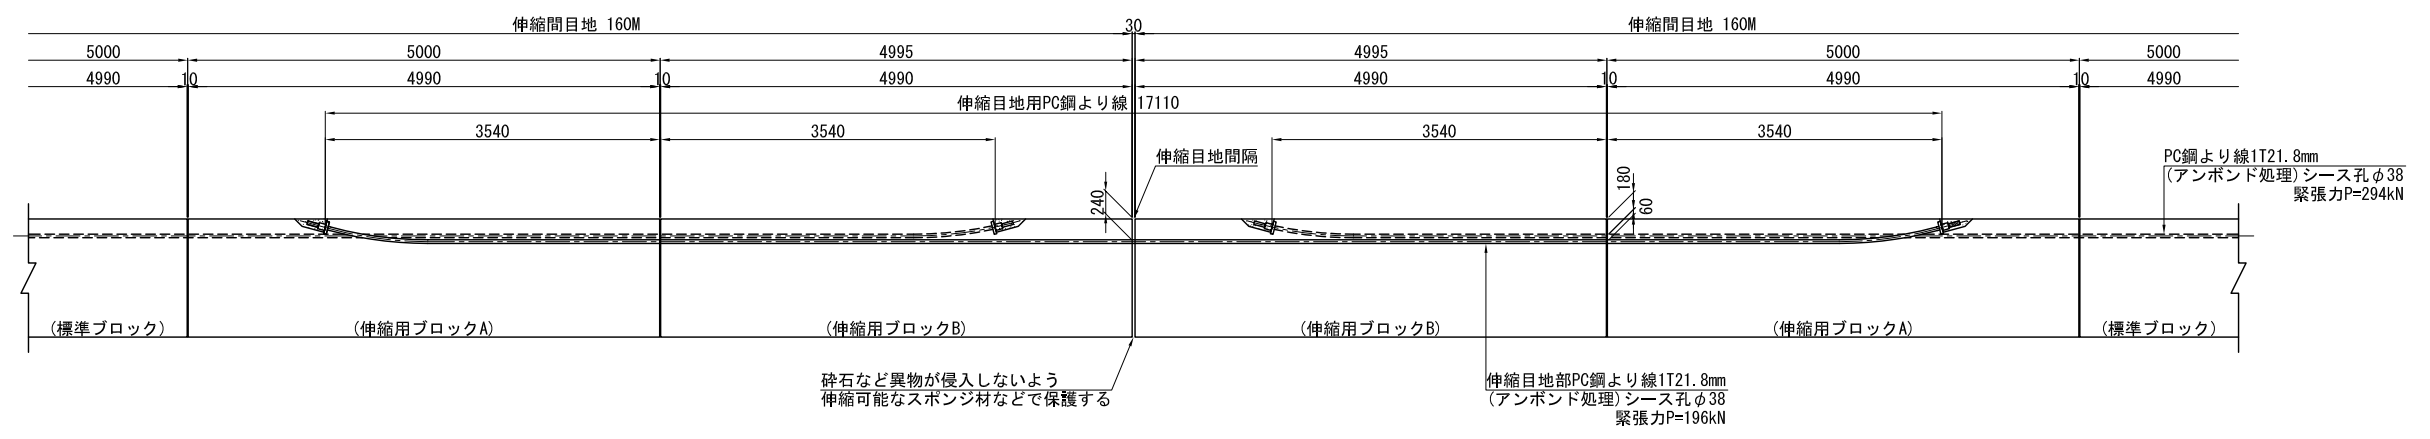 伸縮間目地 160M
30
伸縮間目地 160M
5000
5000
4995
4995
5000
5000
4990
10
4990
10
4990
4990
10
4990
10
4990
伸縮目地用PC鋼より線 17110
3540
3540
3540
3540
伸縮目地間隔
240
180
60
PC鋼より線1T21.8mm
(アンボンド処理)シース孔φ38
緊張力P=294kN
(標準ブロック)
(伸縮用ブロックA)
(伸縮用ブロックB)
(伸縮用ブロックB)
(伸縮用ブロックA)
(標準ブロック)
砕石など異物が侵入しないよう
伸縮可能なスポンジ材などで保護する
伸縮目地部PC鋼より線1T21.8mm
(アンボンド処理)シース孔φ38
緊張力P=196kN